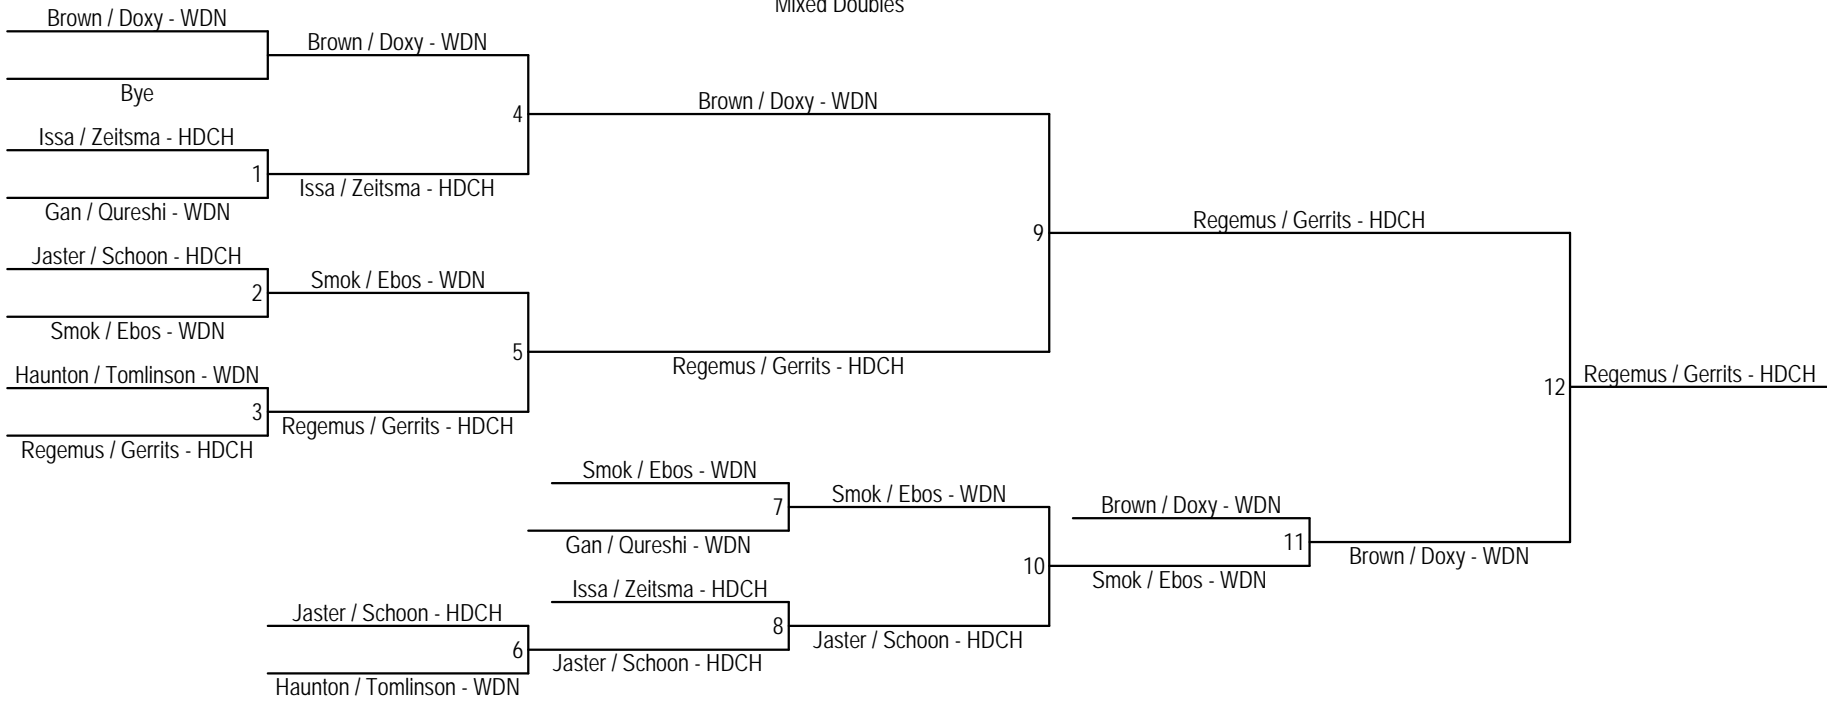 Mixed Doubles
Brown / Doxy - WDN
Bye
Issa / Zeitsma - HDCH
1
Gan / Qureshi - WDN
Jaster / Schoon - HDCH
2
Smok / Ebos - WDN
Haunton / Tomlinson - WDN
3
Regemus / Gerrits - HDCH
Brown / Doxy - WDN
4
Issa / Zeitsma - HDCH
Smok / Ebos - WDN
5
Regemus / Gerrits - HDCH
Jaster / Schoon - HDCH
6
Haunton / Tomlinson - WDN
Brown / Doxy - WDN
9
Regemus / Gerrits - HDCH
Smok / Ebos - WDN
7
Gan / Qureshi - WDN
Issa / Zeitsma - HDCH
8
Jaster / Schoon - HDCH
Smok / Ebos - WDN
10
Jaster / Schoon - HDCH
Regemus / Gerrits - HDCH
12
Brown / Doxy - WDN
11
Smok / Ebos - WDN
Brown / Doxy - WDN
Regemus / Gerrits - HDCH